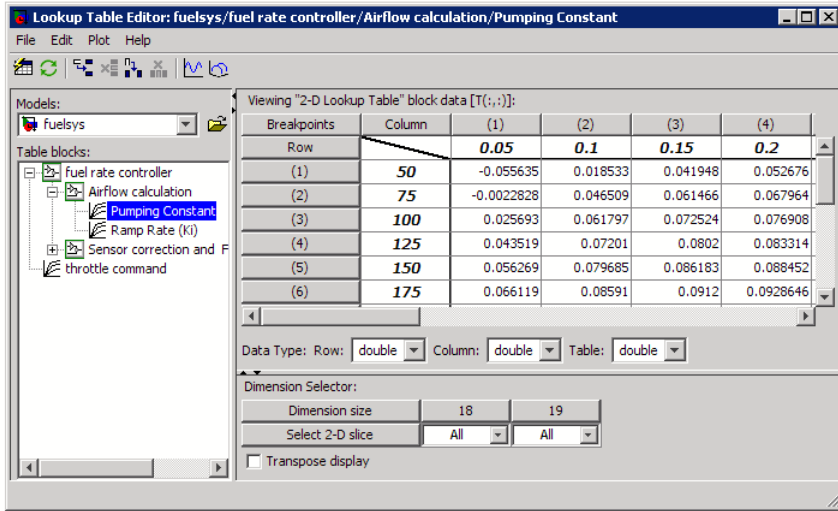 Lookup Table Editor: fuelsys/fuel rate controller/Airflow calculation/Pumping Constant
File Edit Plot Help
Models:
fuelsys
Table blocks:
fuel rate controller
Airflow calculation
Pumping Constant
Ramp Rate (Ki)
Sensor correction and F
throttle command
Viewing "2-D Lookup Table" block data [T(:,:)]:
Breakpoints Column (1) (2) (3) (4)
Row 0.05 0.1 0.15 0.2
(1) 50 -0.055635 0.018533 0.041948 0.052676
(2) 75 -0.0022828 0.046509 0.061466 0.067964
(3) 100 0.025693 0.061797 0.072524 0.076908
(4) 125 0.043519 0.07201 0.0802 0.083314
(5) 150 0.056269 0.079685 0.086183 0.088452
(6) 175 0.066119 0.08591 0.0912 0.0928646
Data Type: Row: double Column: double Table: double
Dimension Selector:
Dimension size 18 19
Select 2-D slice All All
Transpose display